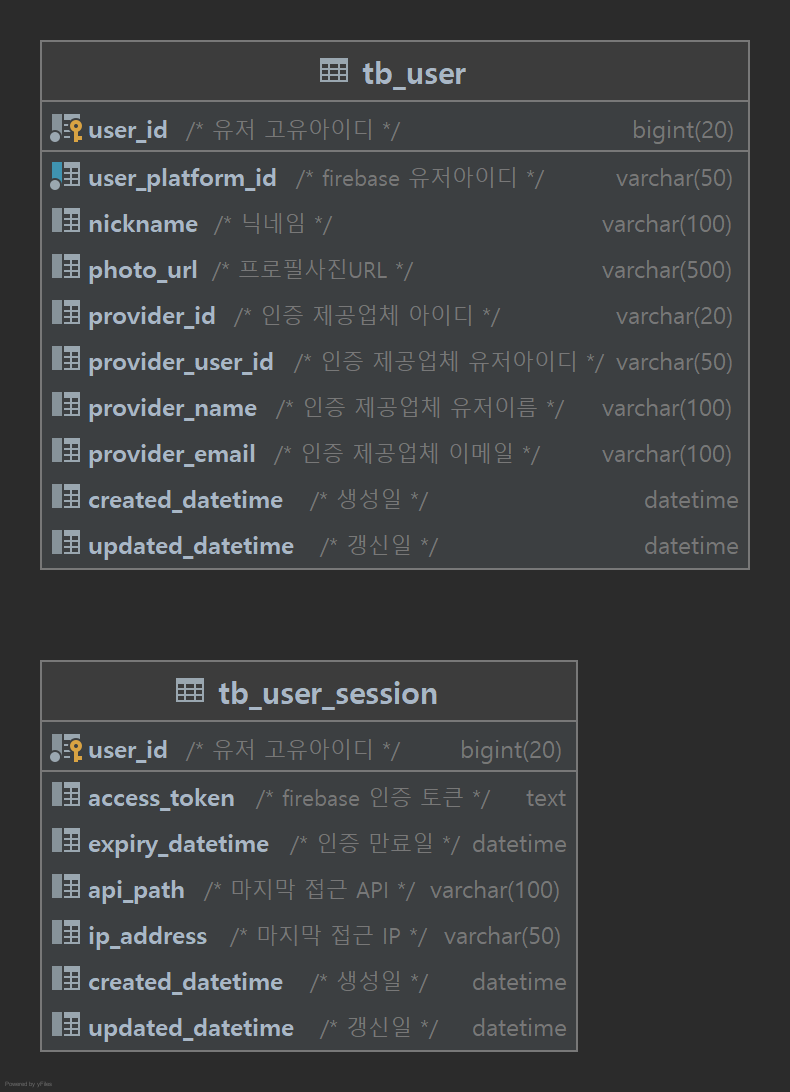 tb_user
user_id /* 유저 고유아이디 */ bigint(20)
user_platform_id /* firebase 유저아이디 */ varchar(50)
nickname /* 닉네임 */ varchar(100)
photo_url /* 프로필사진URL */ varchar(500)
provider_id /* 인증 제공업체 아이디 */ varchar(20)
provider_user_id /* 인증 제공업체 유저아이디 */ varchar(50)
provider_name /* 인증 제공업체 유저이름 */ varchar(100)
provider_email /* 인증 제공업체 이메일 */ varchar(100)
created_datetime /* 생성일 */ datetime
updated_datetime /* 갱신일 */ datetime
tb_user_session
user_id /* 유저 고유아이디 */ bigint(20)
access_token /* firebase 인증 토큰 */ text
expiry_datetime /* 인증 만료일 */ datetime
api_path /* 마지막 접근 API */ varchar(100)
ip_address /* 마지막 접근 IP */ varchar(50)
created_datetime /* 생성일 */ datetime
updated_datetime /* 갱신일 */ datetime
Powered by yFiles